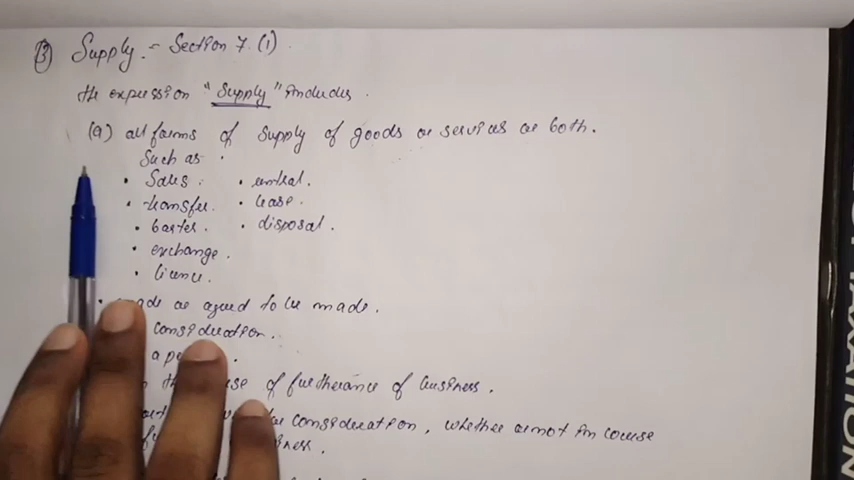 B) Supply :- Section 7 (1)
the expression "Supply" includes.
(a) all forms of supply of goods or services or both.
Such as
• Sales. • rental.
• transfer. • lease.
• barter. • disposal.
• exchange.
• licence.
made or agreed to be made.
consideration.
a
of furtherance of business.
consideration, whether or not in course
TAXATION